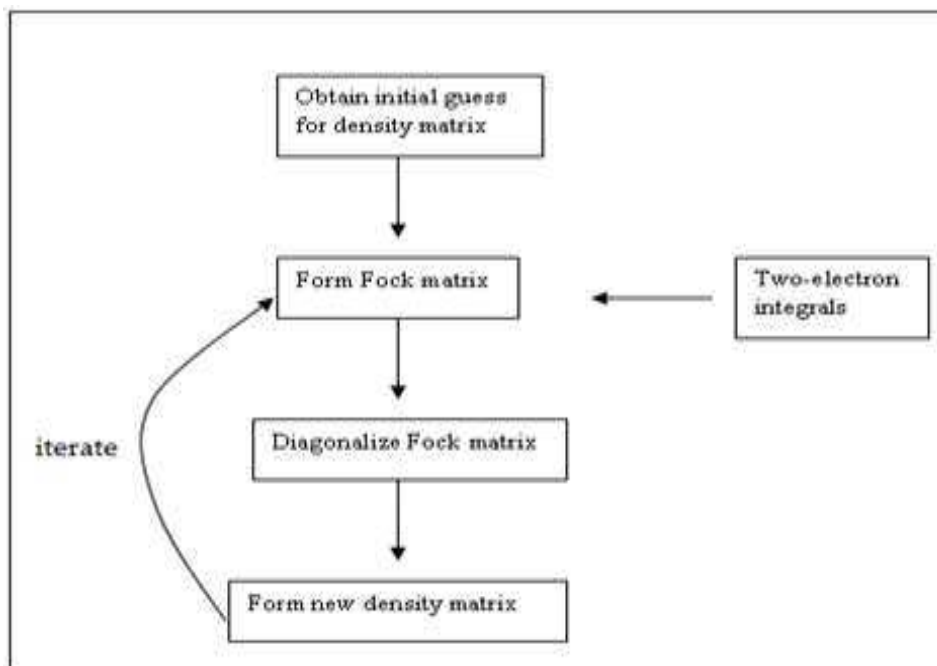 Obtain initial guess
for density matrix
Form Fock matrix
Two-electron
integrals
iterate
Diagonalize Fock matrix
Form new density matrix